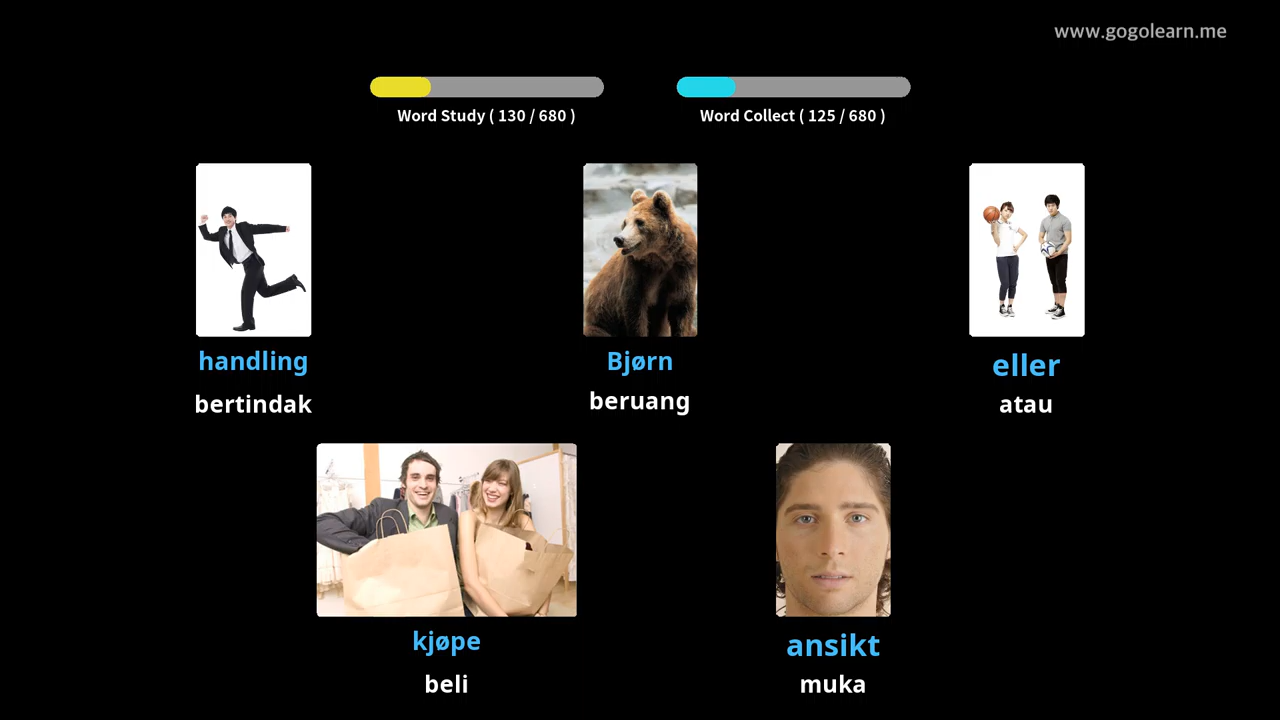 www.gogolearn.me
Word Study ( 130 / 680 )
Word Collect ( 125 / 680 )
handling
bertindak
Bjørn
beruang
eller
atau
kjøpe
beli
ansikt
muka